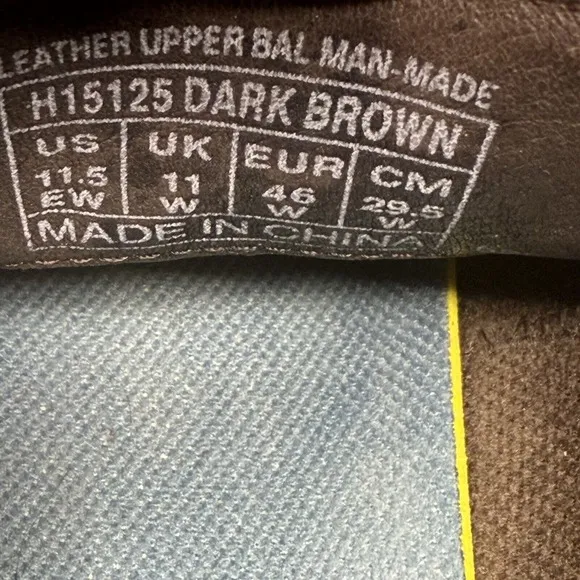 LEATHER UPPER BAL MAN-MADE
H15125 DARK BROWN
US UK EUR CM
11.5 11 46 29.5
EW W W W
MADE IN CHINA